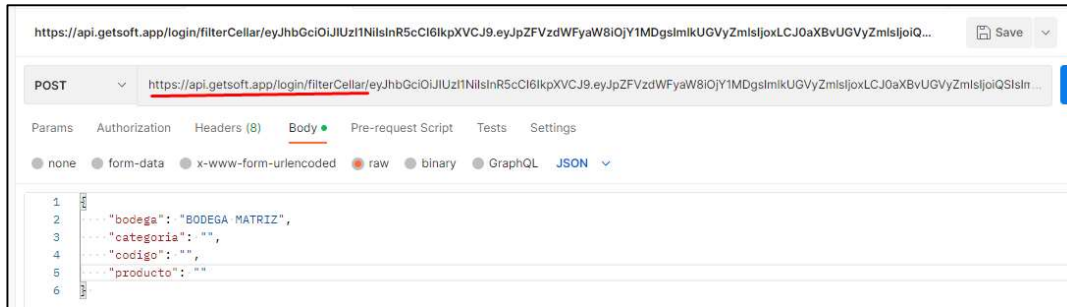 https://api.getsoft.app/login/filterCellar/eyJhbGciOiJIUzI1NiIsInR5cCI6IkpXVCJ9.eyJpZFVzdWFyaW8iOjY1MDgsImlkUGVyZmlsIjoxLCJ0aXBvUGVyZmlsIjoiQ... Save
POST https://api.getsoft.app/login/filterCellar/eyJhbGciOiJIUzI1NiIsInR5cCI6IkpXVCJ9.eyJpZFVzdWFyaW8iOjY1MDgsImlkUGVyZmlsIjoxLCJ0aXBvUGVyZmlsIjoiQSIsIm...
Params Authorization Headers (8) Body Pre-request Script Tests Settings
none form-data x-www-form-urlencoded raw binary GraphQL JSON
1 {
2 "bodega": "BODEGA MATRIZ",
3 "categoria": "",
4 "codigo": "",
5 "producto": ""
6 }